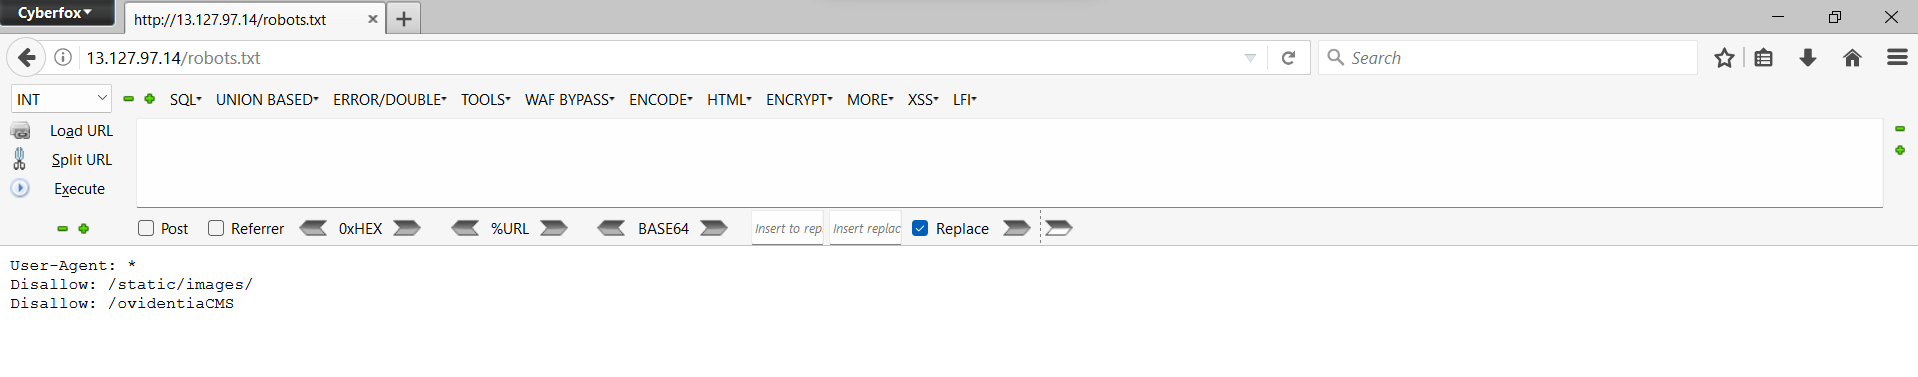 Cyberfox
http://13.127.97.14/robots.txt
13.127.97.14/robots.txt
Search
INT
SQL
UNION BASED
ERROR/DOUBLE
TOOLS
WAF BYPASS
ENCODE
HTML
ENCRYPT
MORE
XSS
LFI
Load URL
Split URL
Execute
Post
Referrer
0xHEX
%URL
BASE64
Insert to rep
Insert replac
Replace
User-Agent: *
Disallow: /static/images/
Disallow: /ovidentiaCMS